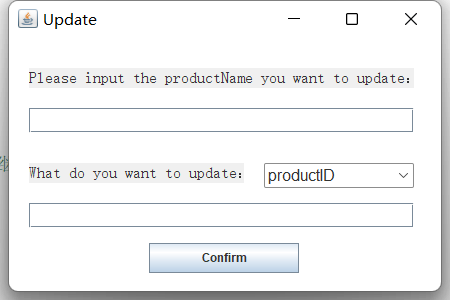 Update
Please input the productName you want to update:
What do you want to update:
productID
Confirm